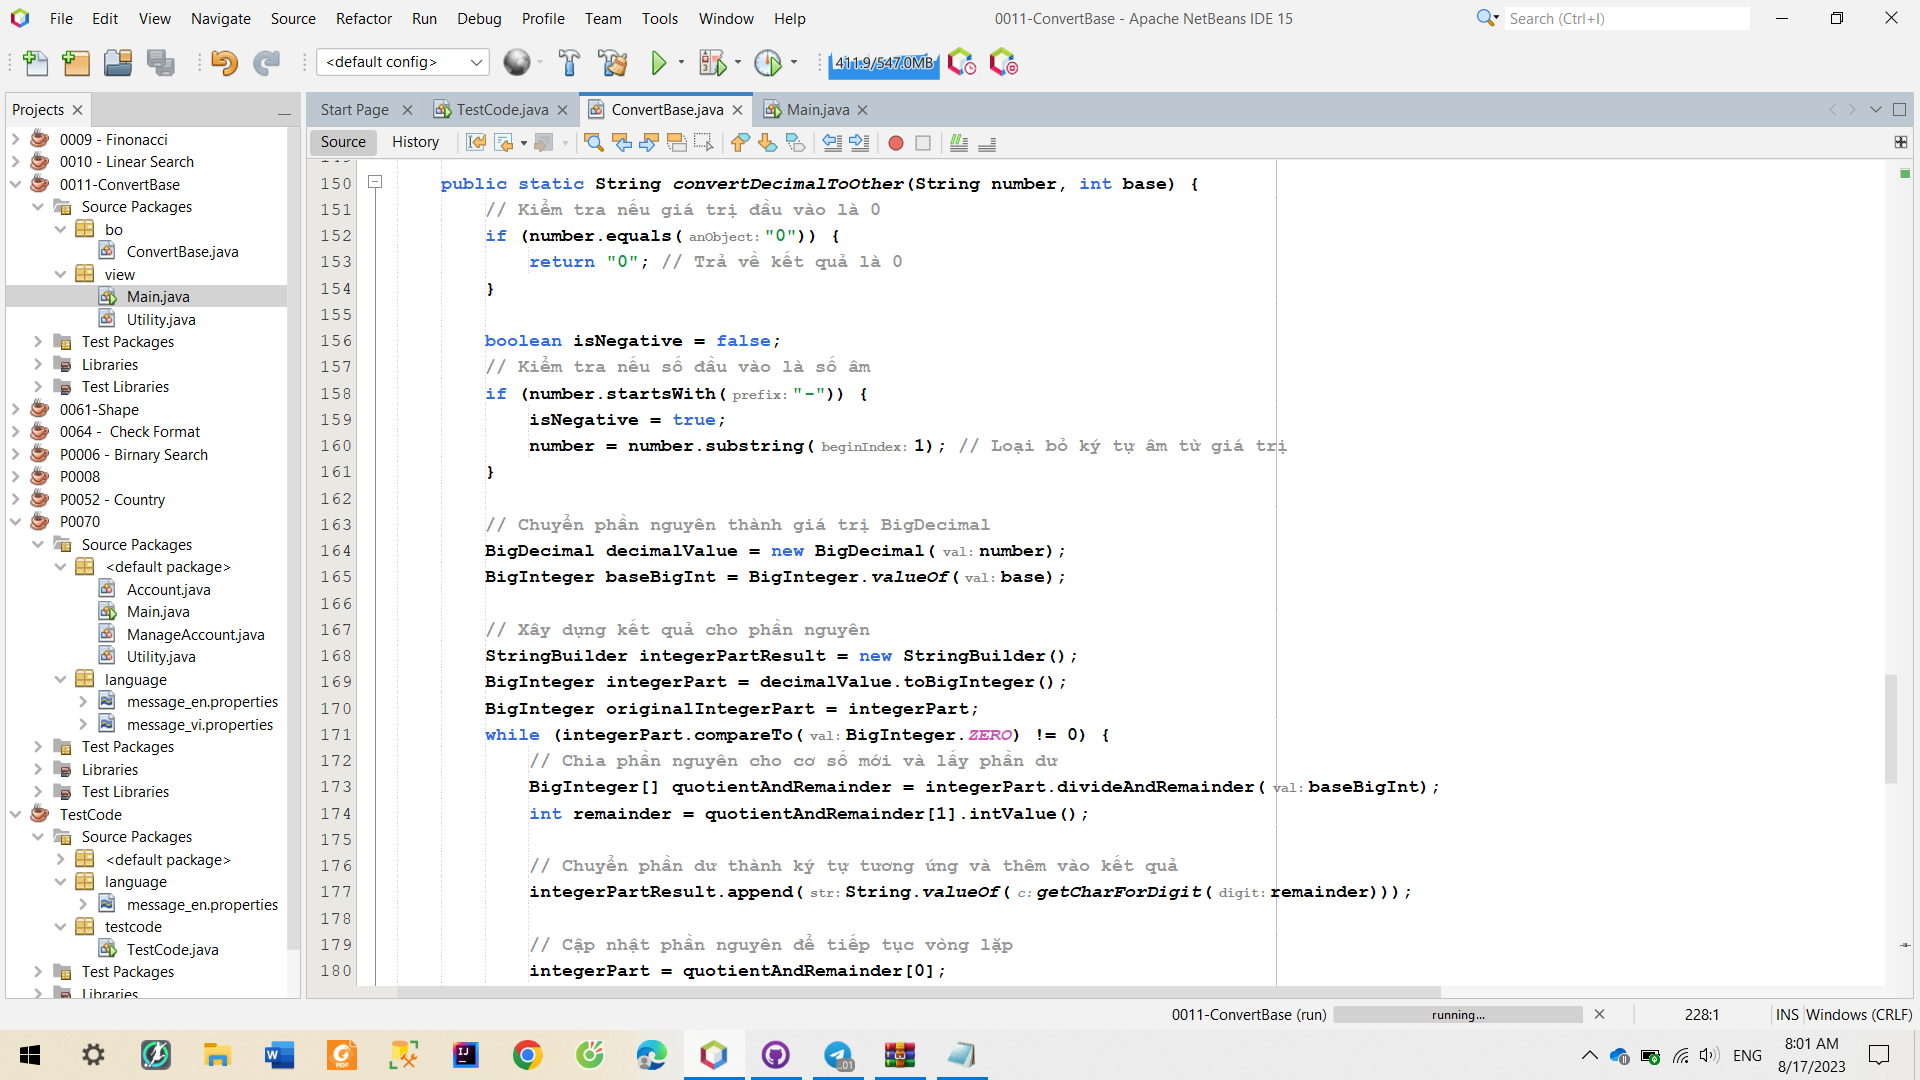 File Edit View Navigate Source Refactor Run Debug Profile Team Tools Window Help
0011-ConvertBase - Apache NetBeans IDE 15
Search (Ctrl+I)
<default config>
411.9/547.0MB
Projects
Start Page
TestCode.java
ConvertBase.java
Main.java
Source
History
0009 - Finonacci
0010 - Linear Search
0011-ConvertBase
Source Packages
bo
ConvertBase.java
view
Main.java
Utility.java
Test Packages
Libraries
Test Libraries
0061-Shape
0064 -  Check Format
P0006 - Birnary Search
P0008
P0052 - Country
P0070
Source Packages
<default package>
Account.java
Main.java
ManageAccount.java
Utility.java
language
message_en.properties
message_vi.properties
Test Packages
Libraries
Test Libraries
TestCode
Source Packages
<default package>
language
message_en.properties
testcode
TestCode.java
Test Packages
Libraries
150 public static String convertDecimalToOther(String number, int base) {
151 // Kiểm tra nếu giá trị đầu vào là 0
152 if (number.equals( anObject: "0")) {
153 return "0"; // Trả về kết quả là 0
154 }
155
156 boolean isNegative = false;
157 // Kiểm tra nếu số đầu vào là số âm
158 if (number.startsWith( prefix: "-")) {
159 isNegative = true;
160 number = number.substring( beginIndex: 1); // Loại bỏ ký tự âm từ giá trị
161 }
162
163 // Chuyển phần nguyên thành giá trị BigDecimal
164 BigDecimal decimalValue = new BigDecimal( val: number);
165 BigInteger baseBigInt = BigInteger.valueOf( val: base);
166
167 // Xây dựng kết quả cho phần nguyên
168 StringBuilder integerPartResult = new StringBuilder();
169 BigInteger integerPart = decimalValue.toBigInteger();
170 BigInteger originalIntegerPart = integerPart;
171 while (integerPart.compareTo( val: BigInteger.ZERO) != 0) {
172 // Chia phần nguyên cho cơ số mới và lấy phần dư
173 BigInteger[] quotientAndRemainder = integerPart.divideAndRemainder( val: baseBigInt);
174 int remainder = quotientAndRemainder[1].intValue();
175
176 // Chuyển phần dư thành ký tự tương ứng và thêm vào kết quả
177 integerPartResult.append( str: String.valueOf( c: getCharForDigit( digit: remainder)));
178
179 // Cập nhật phần nguyên để tiếp tục vòng lặp
180 integerPart = quotientAndRemainder[0];
0011-ConvertBase (run)
running...
228:1
INS
Windows (CRLF)
ENG
8:01 AM
8/17/2023